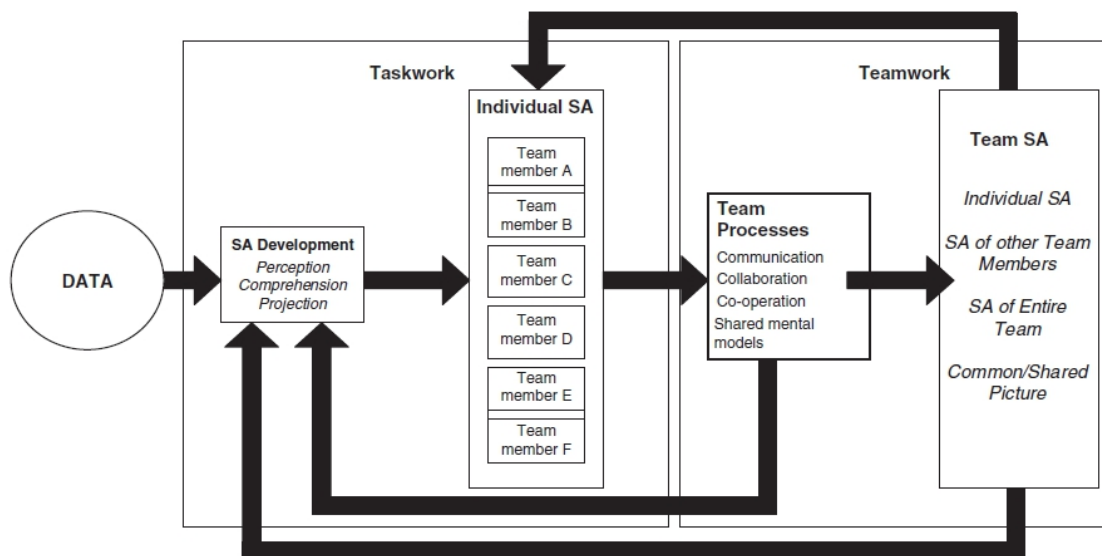 Taskwork
Teamwork
DATA
SA Development
Perception
Comprehension
Projection
Individual SA
Team
member A
Team
member B
Team
member C
Team
member D
Team
member E
Team
member F
Team
Processes
Communication
Collaboration
Co-operation
Shared mental
models
Team SA
Individual SA
SA of other Team
Members
SA of Entire
Team
Common/Shared
Picture